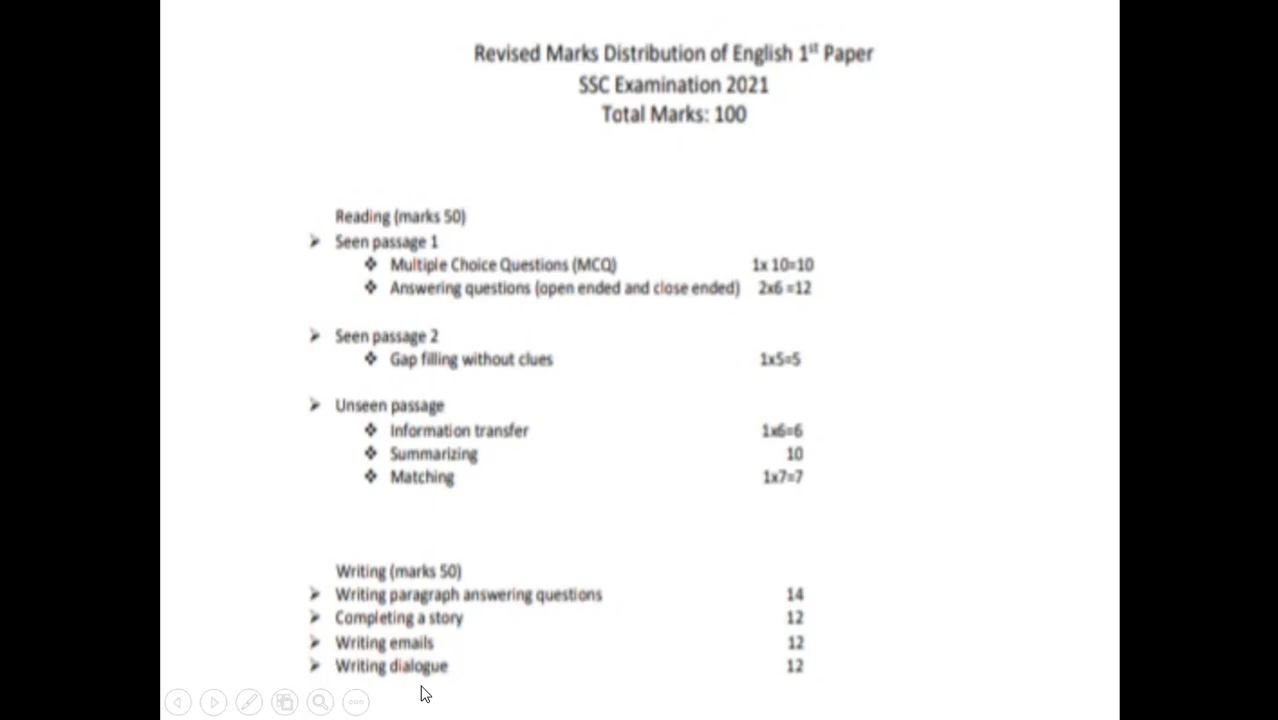 Revised Marks Distribution of English 1st Paper
SSC Examination 2021
Total Marks: 100
Reading (marks 50)
➢ Seen passage 1
❖ Multiple Choice Questions (MCQ) 1x 10=10
❖ Answering questions (open ended and close ended) 2x6 =12
➢ Seen passage 2
❖ Gap filling without clues 1x5=5
➢ Unseen passage
❖ Information transfer 1x6=6
❖ Summarizing 10
❖ Matching 1x7=7
Writing (marks 50)
➢ Writing paragraph answering questions 14
➢ Completing a story 12
➢ Writing emails 12
➢ Writing dialogue 12